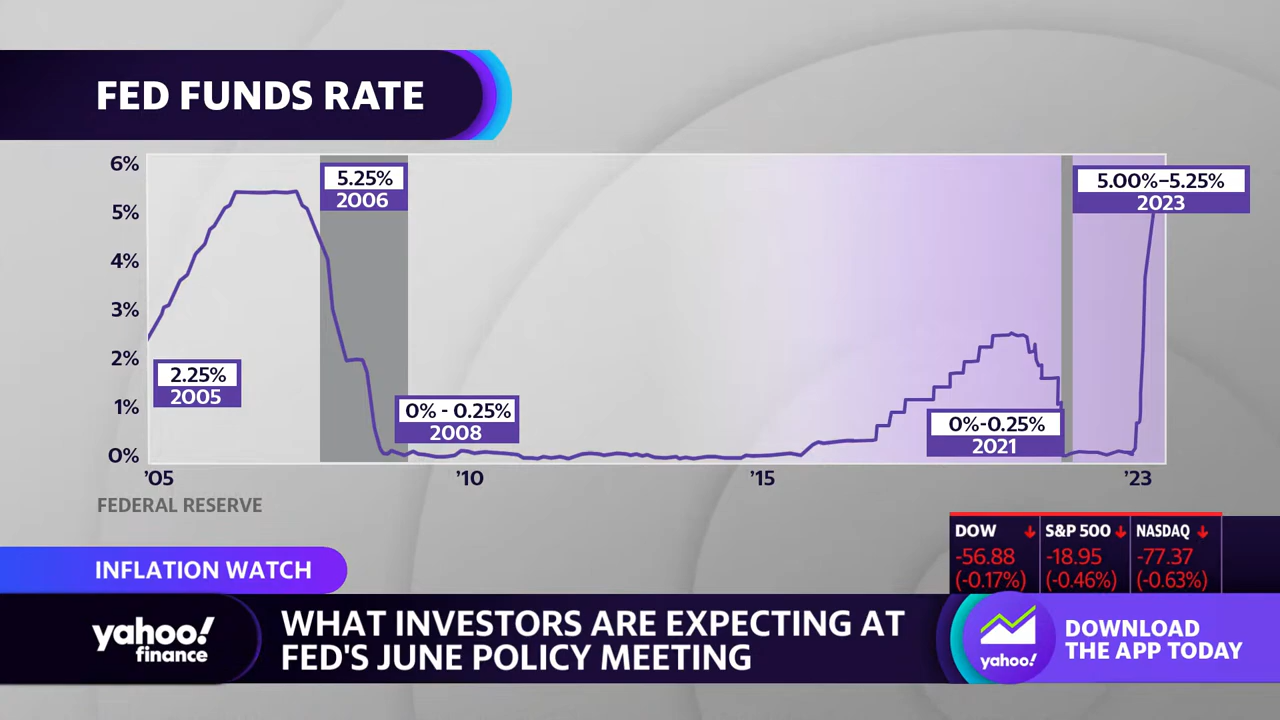 FED FUNDS RATE
6%
5%
4%
3%
2%
1%
0%
5.25%
2006
5.00%–5.25%
2023
2.25%
2005
0% - 0.25%
2008
0%-0.25%
2021
'05
'10
'15
'23
FEDERAL RESERVE
DOW
-56.88
(-0.17%)
S&P 500
-18.95
(-0.46%)
NASDAQ
-77.37
(-0.63%)
INFLATION WATCH
yahoo!
finance
WHAT INVESTORS ARE EXPECTING AT
FED'S JUNE POLICY MEETING
yahoo!
DOWNLOAD
THE APP TODAY